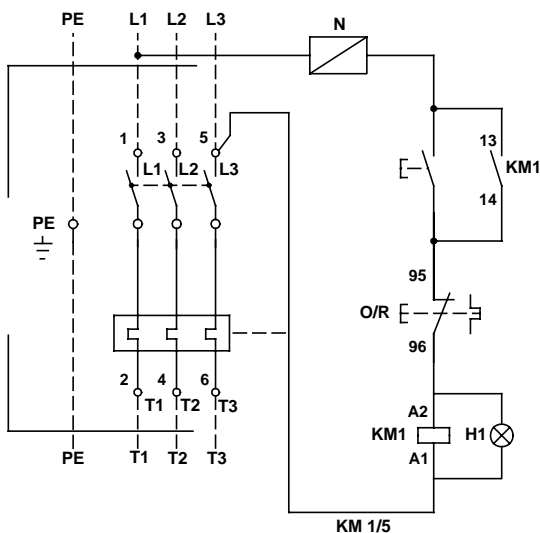 PE L1 L2 L3 N
1 3 5
13
L1 L2 L3
KM1
14
PE
95
O/R
96
2 4 6
T1 T2 T3
A2
KM1 H1
A1
PE T1 T2 T3
KM 1/5